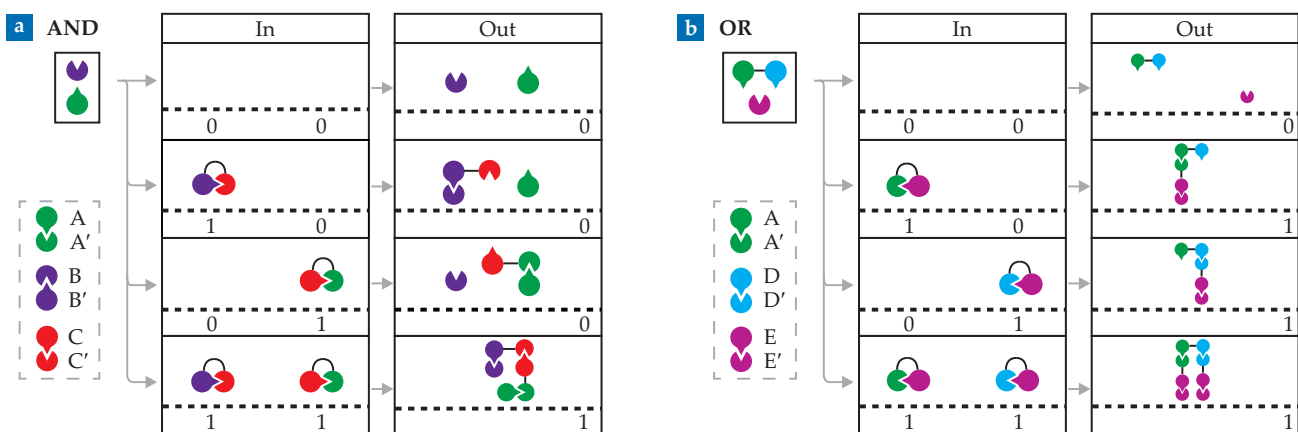 a AND
In Out
0 0 0
1 0 0
0 1 0
1 1 1
A
A′
B
B′
C
C′
b OR
In Out
0 0 0
1 0 1
0 1 1
1 1 1
A
A′
D
D′
E
E′